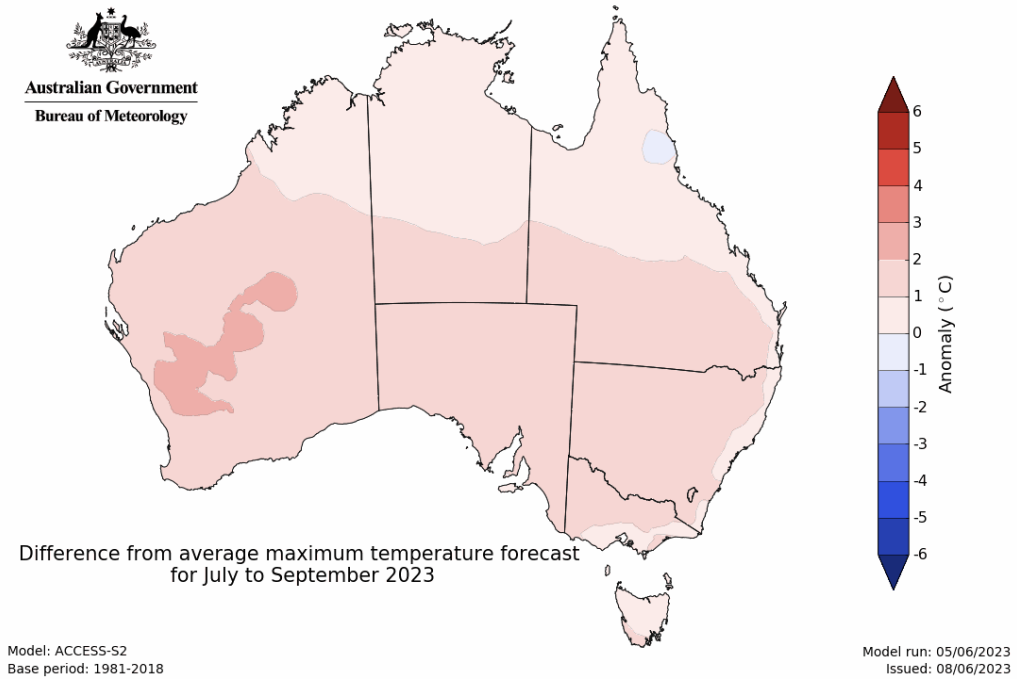 Australian Government
Bureau of Meteorology
6
5
4
3
2
1
0
-1
-2
-3
-4
-5
-6
Anomaly (°C)
Difference from average maximum temperature forecast
for July to September 2023
Model: ACCESS-S2
Base period: 1981-2018
Model run: 05/06/2023
Issued: 08/06/2023